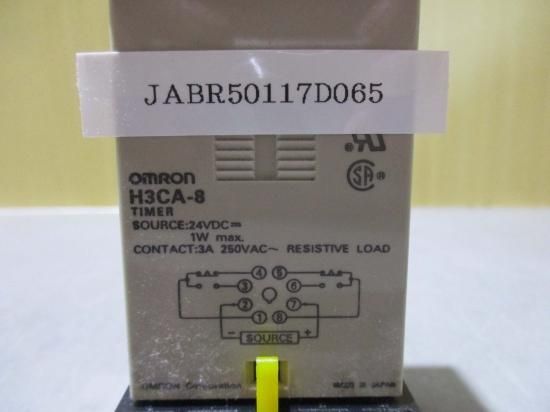 JABR50117D065
OMRON
H3CA-8
TIMER
SOURCE:24VDC⎓
1W max.
CONTACT:3A 250VAC~ RESISTIVE LOAD
4 5
3 6
2 7
1 8
- SOURCE +
OMRON Corporation MADE IN JAPAN